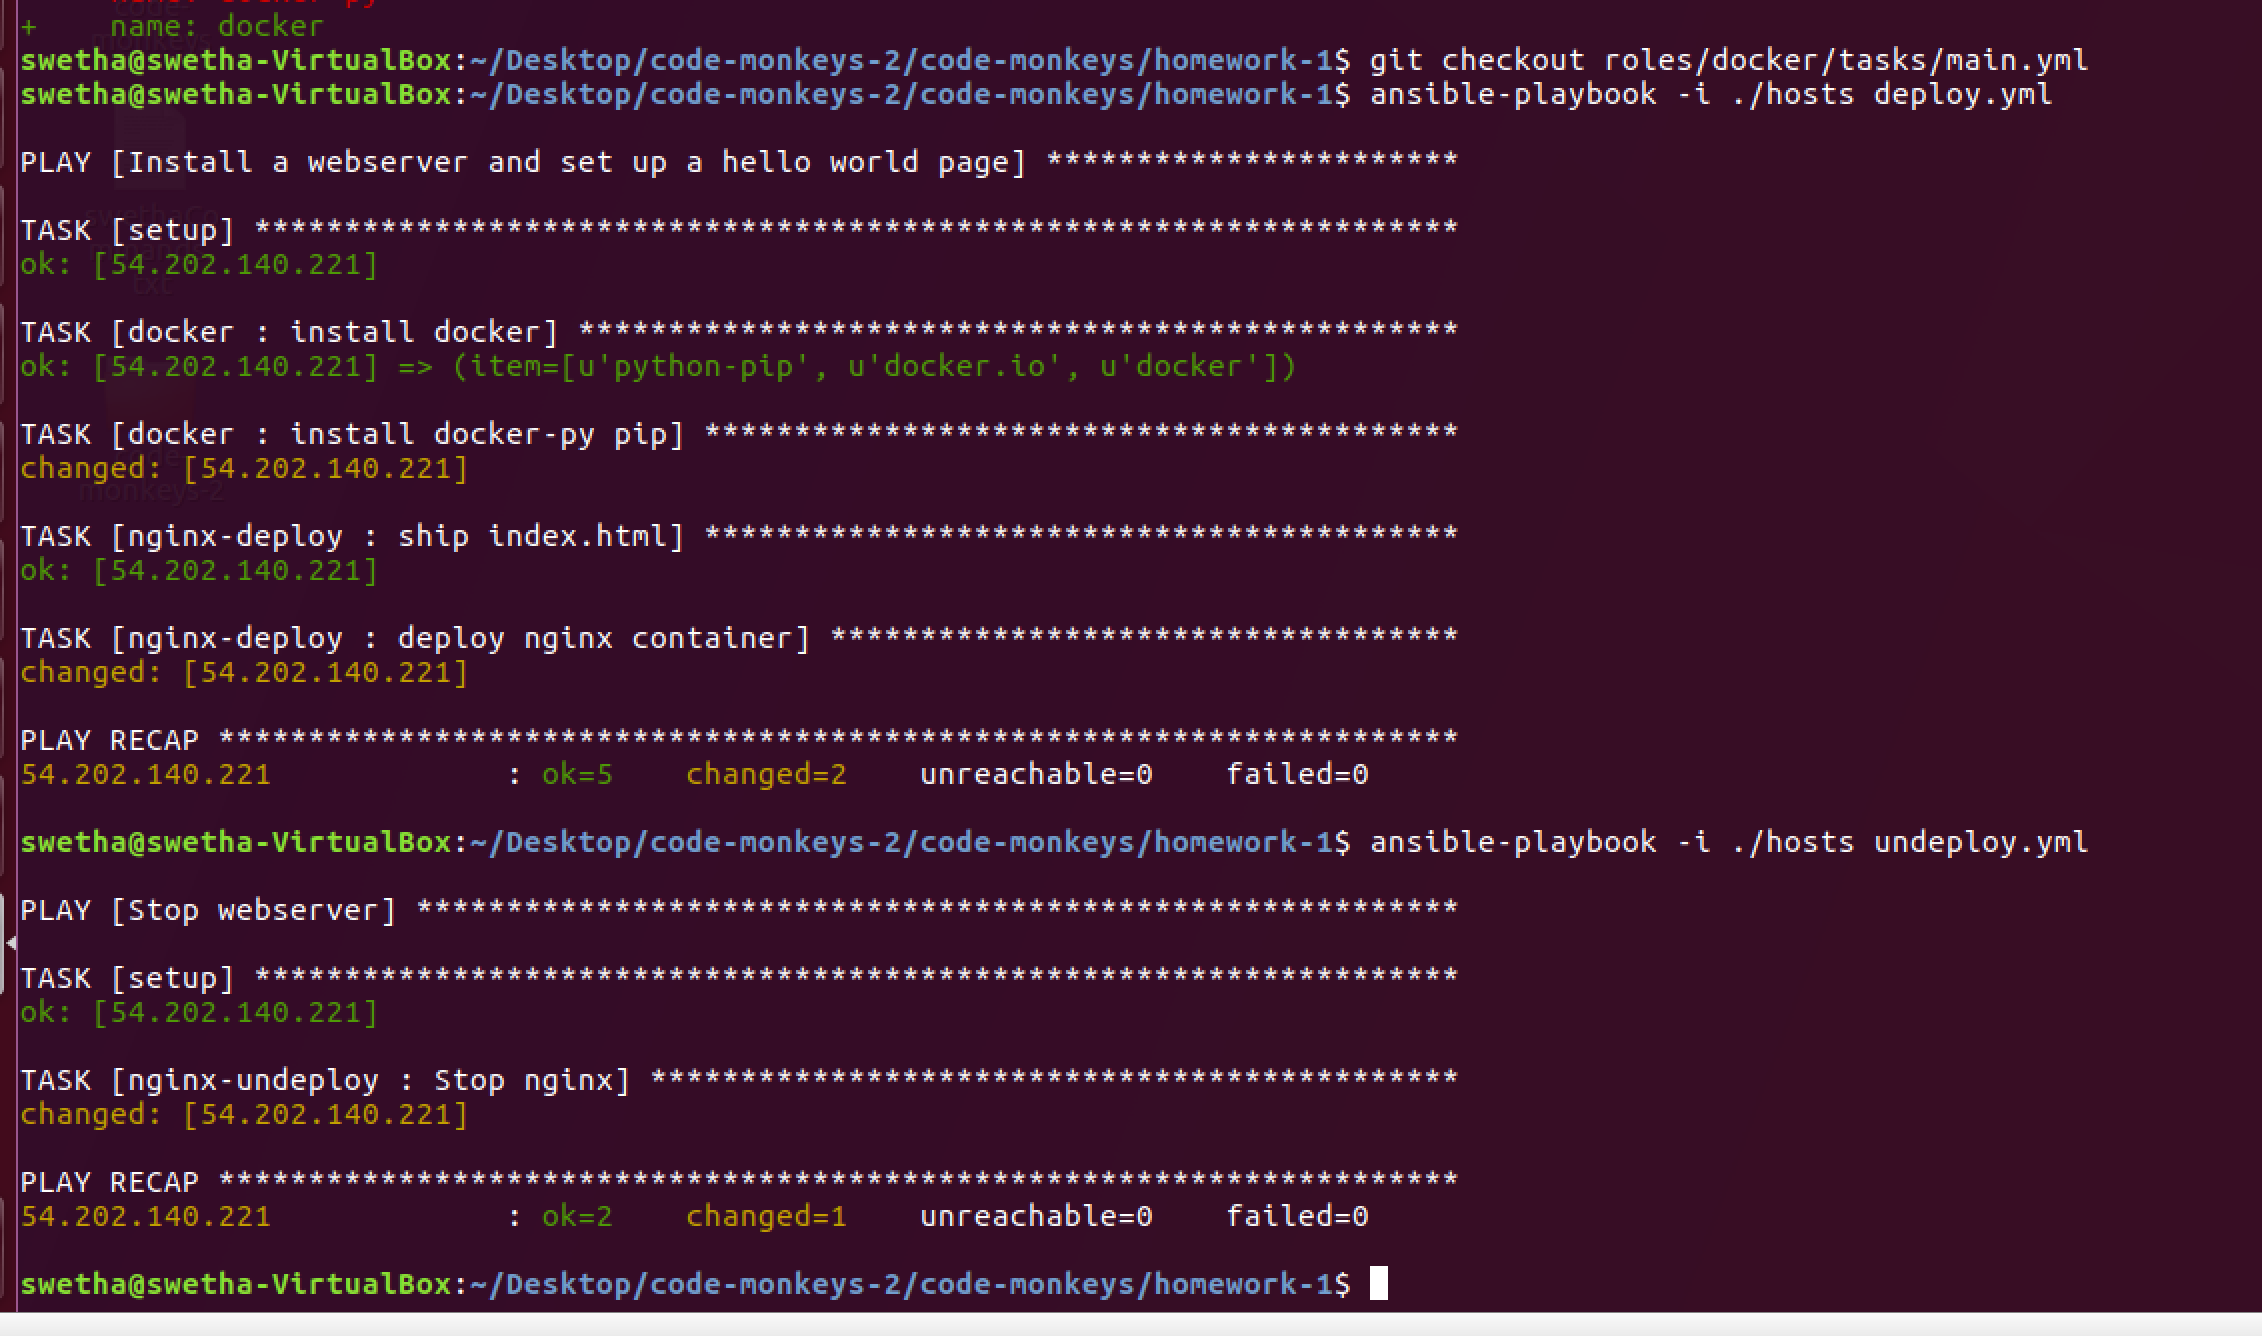 +    name: docker
swetha@swetha-VirtualBox:~/Desktop/code-monkeys-2/code-monkeys/homework-1$ git checkout roles/docker/tasks/main.yml
swetha@swetha-VirtualBox:~/Desktop/code-monkeys-2/code-monkeys/homework-1$ ansible-playbook -i ./hosts deploy.yml
PLAY [Install a webserver and set up a hello world page] ***********************
TASK [setup] *******************************************************************
ok: [54.202.140.221]
TASK [docker : install docker] *************************************************
ok: [54.202.140.221] => (item=[u'python-pip', u'docker.io', u'docker'])
TASK [docker : install docker-py pip] ******************************************
changed: [54.202.140.221]
TASK [nginx-deploy : ship index.html] ******************************************
ok: [54.202.140.221]
TASK [nginx-deploy : deploy nginx container] ***********************************
changed: [54.202.140.221]
PLAY RECAP *********************************************************************
54.202.140.221             : ok=5    changed=2    unreachable=0    failed=0
swetha@swetha-VirtualBox:~/Desktop/code-monkeys-2/code-monkeys/homework-1$ ansible-playbook -i ./hosts undeploy.yml
PLAY [Stop webserver] **********************************************************
TASK [setup] *******************************************************************
ok: [54.202.140.221]
TASK [nginx-undeploy : Stop nginx] *********************************************
changed: [54.202.140.221]
PLAY RECAP *********************************************************************
54.202.140.221             : ok=2    changed=1    unreachable=0    failed=0
swetha@swetha-VirtualBox:~/Desktop/code-monkeys-2/code-monkeys/homework-1$